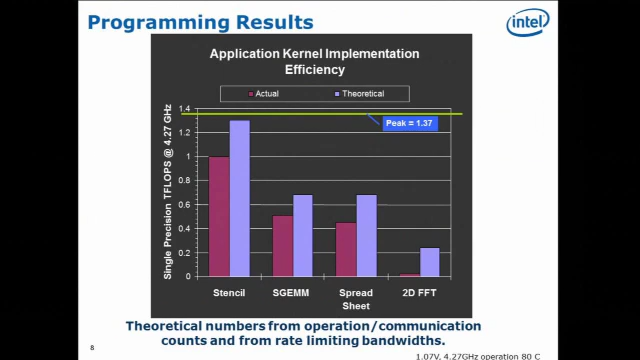 Programming Results
intel
Application Kernel Implementation
Efficiency
Actual
Theoretical
Single Precision TFLOPS @ 4.27 GHz
1.4
1.2
1
0.8
0.6
0.4
0.2
0
Peak = 1.37
Stencil
SGEMM
Spread
Sheet
2D FFT
Theoretical numbers from operation/communication
counts and from rate limiting bandwidths.
8
1.07V, 4.27GHz operation 80 C